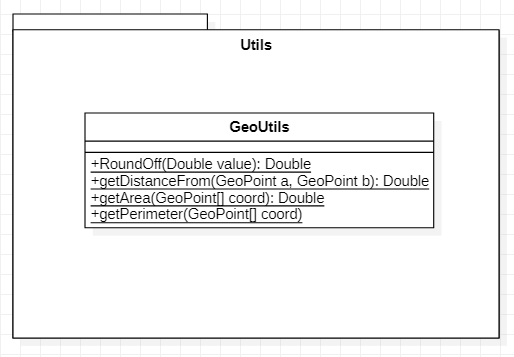 Utils
GeoUtils
+RoundOff(Double value): Double
+getDistanceFrom(GeoPoint a, GeoPoint b): Double
+getArea(GeoPoint[] coord): Double
+getPerimeter(GeoPoint[] coord)